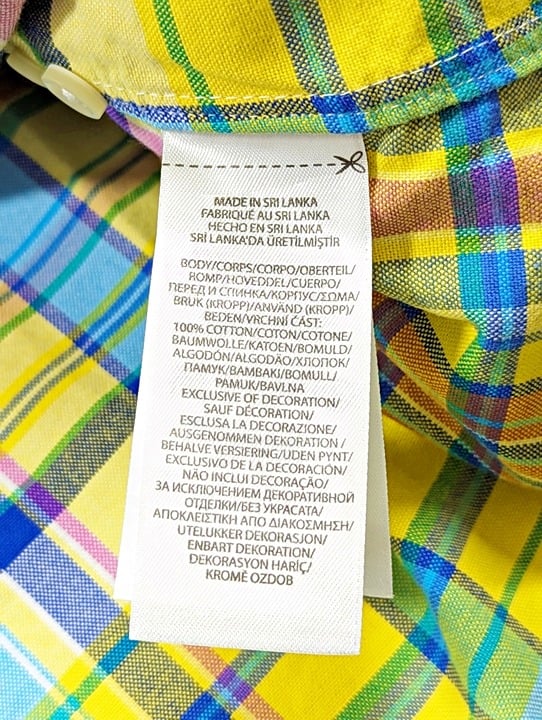 MADE IN SRI LANKA
FABRIQUÉ AU SRI LANKA
HECHO EN SRI LANKA
SRİ LANKA'DA ÜRETİLMİŞTİR
BODY/CORPS/CORPO/OBERTEIL/
ROMP/HOVEDDEL/CUERPO/
ПЕРЕД И СПИНКА/КОРПУС/ΣΩΜΑ/
BRUK (KROPP)/ANVÄND (KROPP)/
BEDEN/VRCHNÍ ČÁST:
100% COTTON/COTON/COTONE/
BAUMWOLLE/KATOEN/BOMULD/
ALGODÓN/ALGODÃO/ХЛОПОК/
ПАМУК/ΒΑΜΒΑΚΙ/BOMULL/
PAMUK/BAVLNA
EXCLUSIVE OF DECORATION/
SAUF DÉCORATION/
ESCLUSA LA DECORAZIONE/
AUSGENOMMEN DEKORATION /
BEHALVE VERSIERING/UDEN PYNT/
EXCLUSIVO DE LA DECORACIÓN/
NÃO INCLUI DECORAÇÃO/
ЗА ИСКЛЮЧЕНИЕМ ДЕКОРАТИВНОЙ
ОТДЕЛКИ/БЕЗ УКРАСАТА/
ΑΠΟΚΛΕΙΣΤΙΚΗ ΑΠΟ ΔΙΑΚΟΣΜΗΣΗ/
UTELUKKER DEKORASJON/
ENBART DEKORATION/
DEKORASYON HARİÇ/
KROMĚ OZDOB